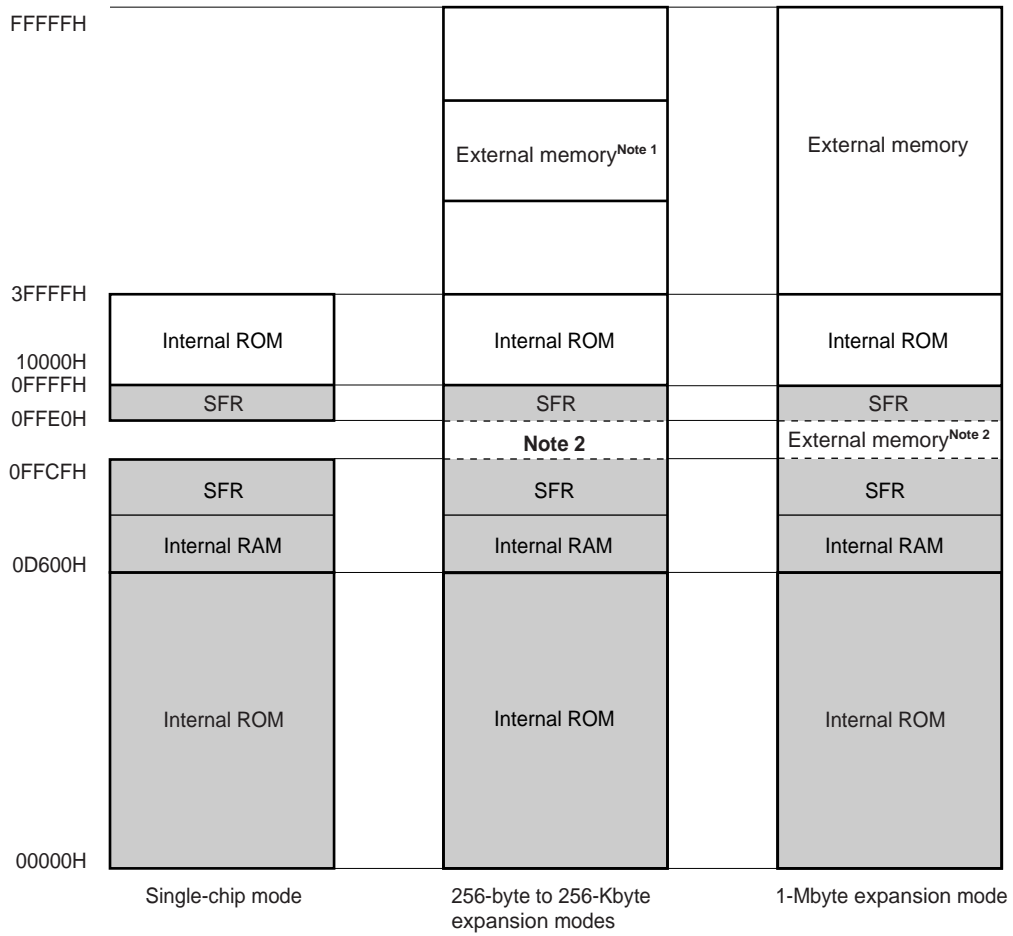 FFFFFH
External memoryNote 1
External memory
3FFFFH
Internal ROM
Internal ROM
Internal ROM
10000H
0FFFFH
SFR
SFR
SFR
0FFE0H
Note 2
External memoryNote 2
0FFCFH
SFR
SFR
SFR
Internal RAM
Internal RAM
Internal RAM
0D600H
Internal ROM
Internal ROM
Internal ROM
00000H
Single-chip mode
256-byte to 256-Kbyte
expansion modes
1-Mbyte expansion mode